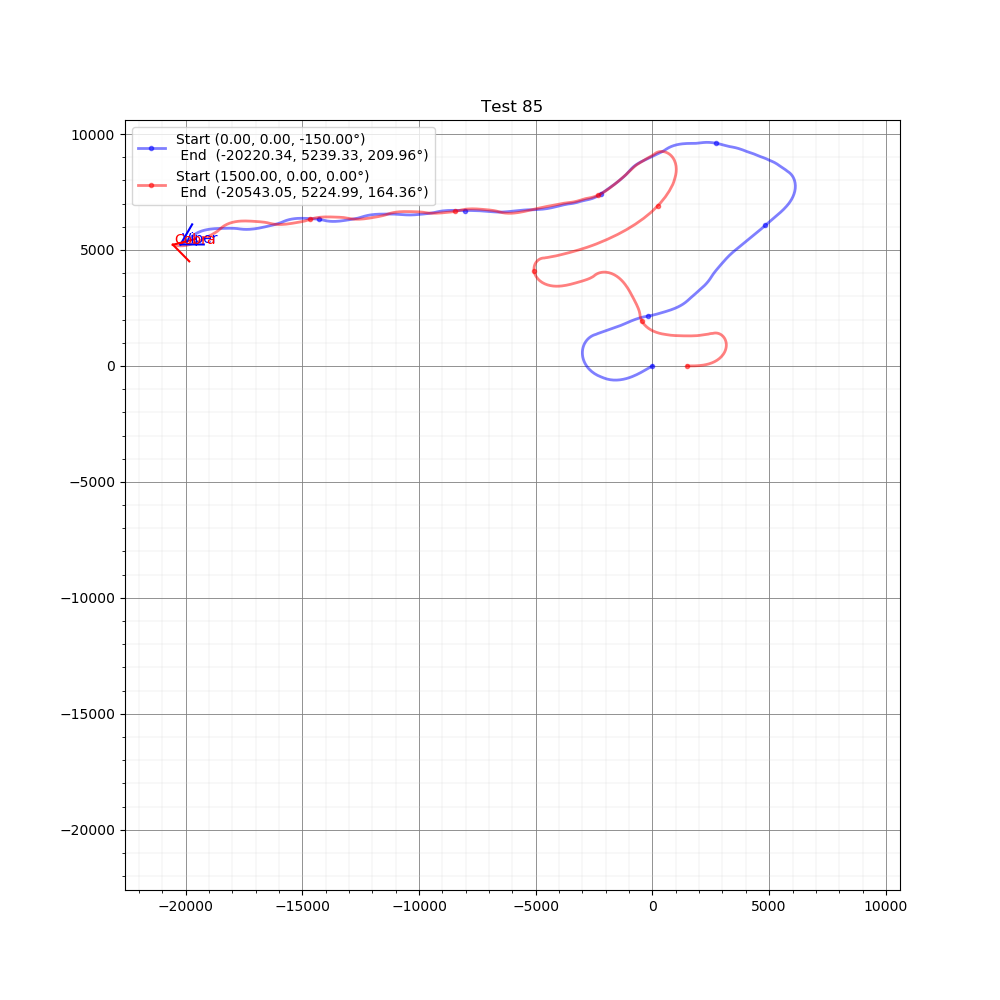 Test 85
Start (0.00, 0.00, -150.00°)
End (-20220.34, 5239.33, 209.96°)
Start (1500.00, 0.00, 0.00°)
End (-20543.05, 5224.99, 164.36°)
10000
5000
0
−5000
−10000
−15000
−20000
−20000 −15000 −10000 −5000 0 5000 10000